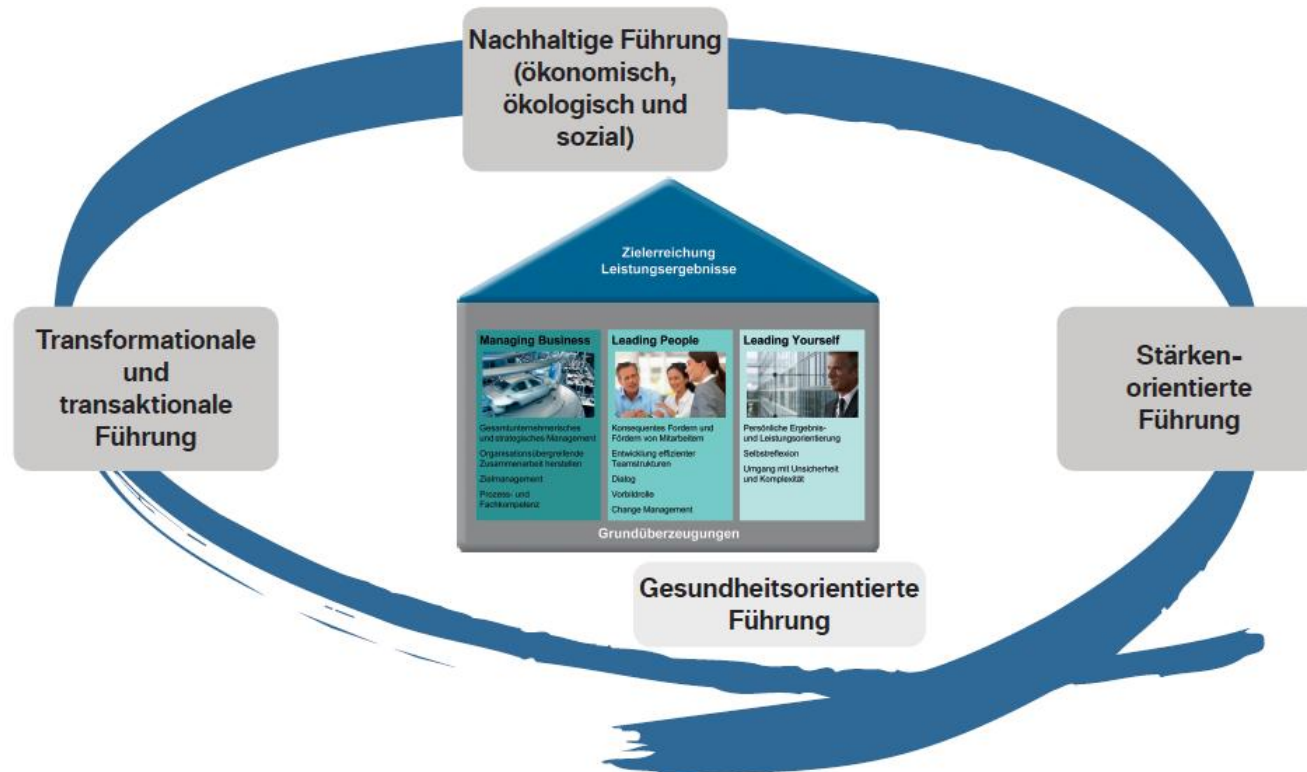 Nachhaltige Führung
(ökonomisch,
ökologisch und
sozial)
Zielerreichung
Leistungsergebnisse
Transformationale
und
transaktionale
Führung
Managing Business
Gesamtunternehmerisches
und strategisches Management
Organisationsübergreifende
Zusammenarbeit herstellen
Zielmanagement
Prozess- und
Fachkompetenz
Leading People
Konsequentes Fordern und
Fördern von Mitarbeitern
Entwicklung effizienter
Teamstrukturen
Dialog
Vorbildrolle
Change Management
Leading Yourself
Persönliche Ergebnis-
und Leistungsorientierung
Selbstreflexion
Umgang mit Unsicherheit
und Komplexität
Stärken-
orientierte
Führung
Grundüberzeugungen
Gesundheitsorientierte
Führung